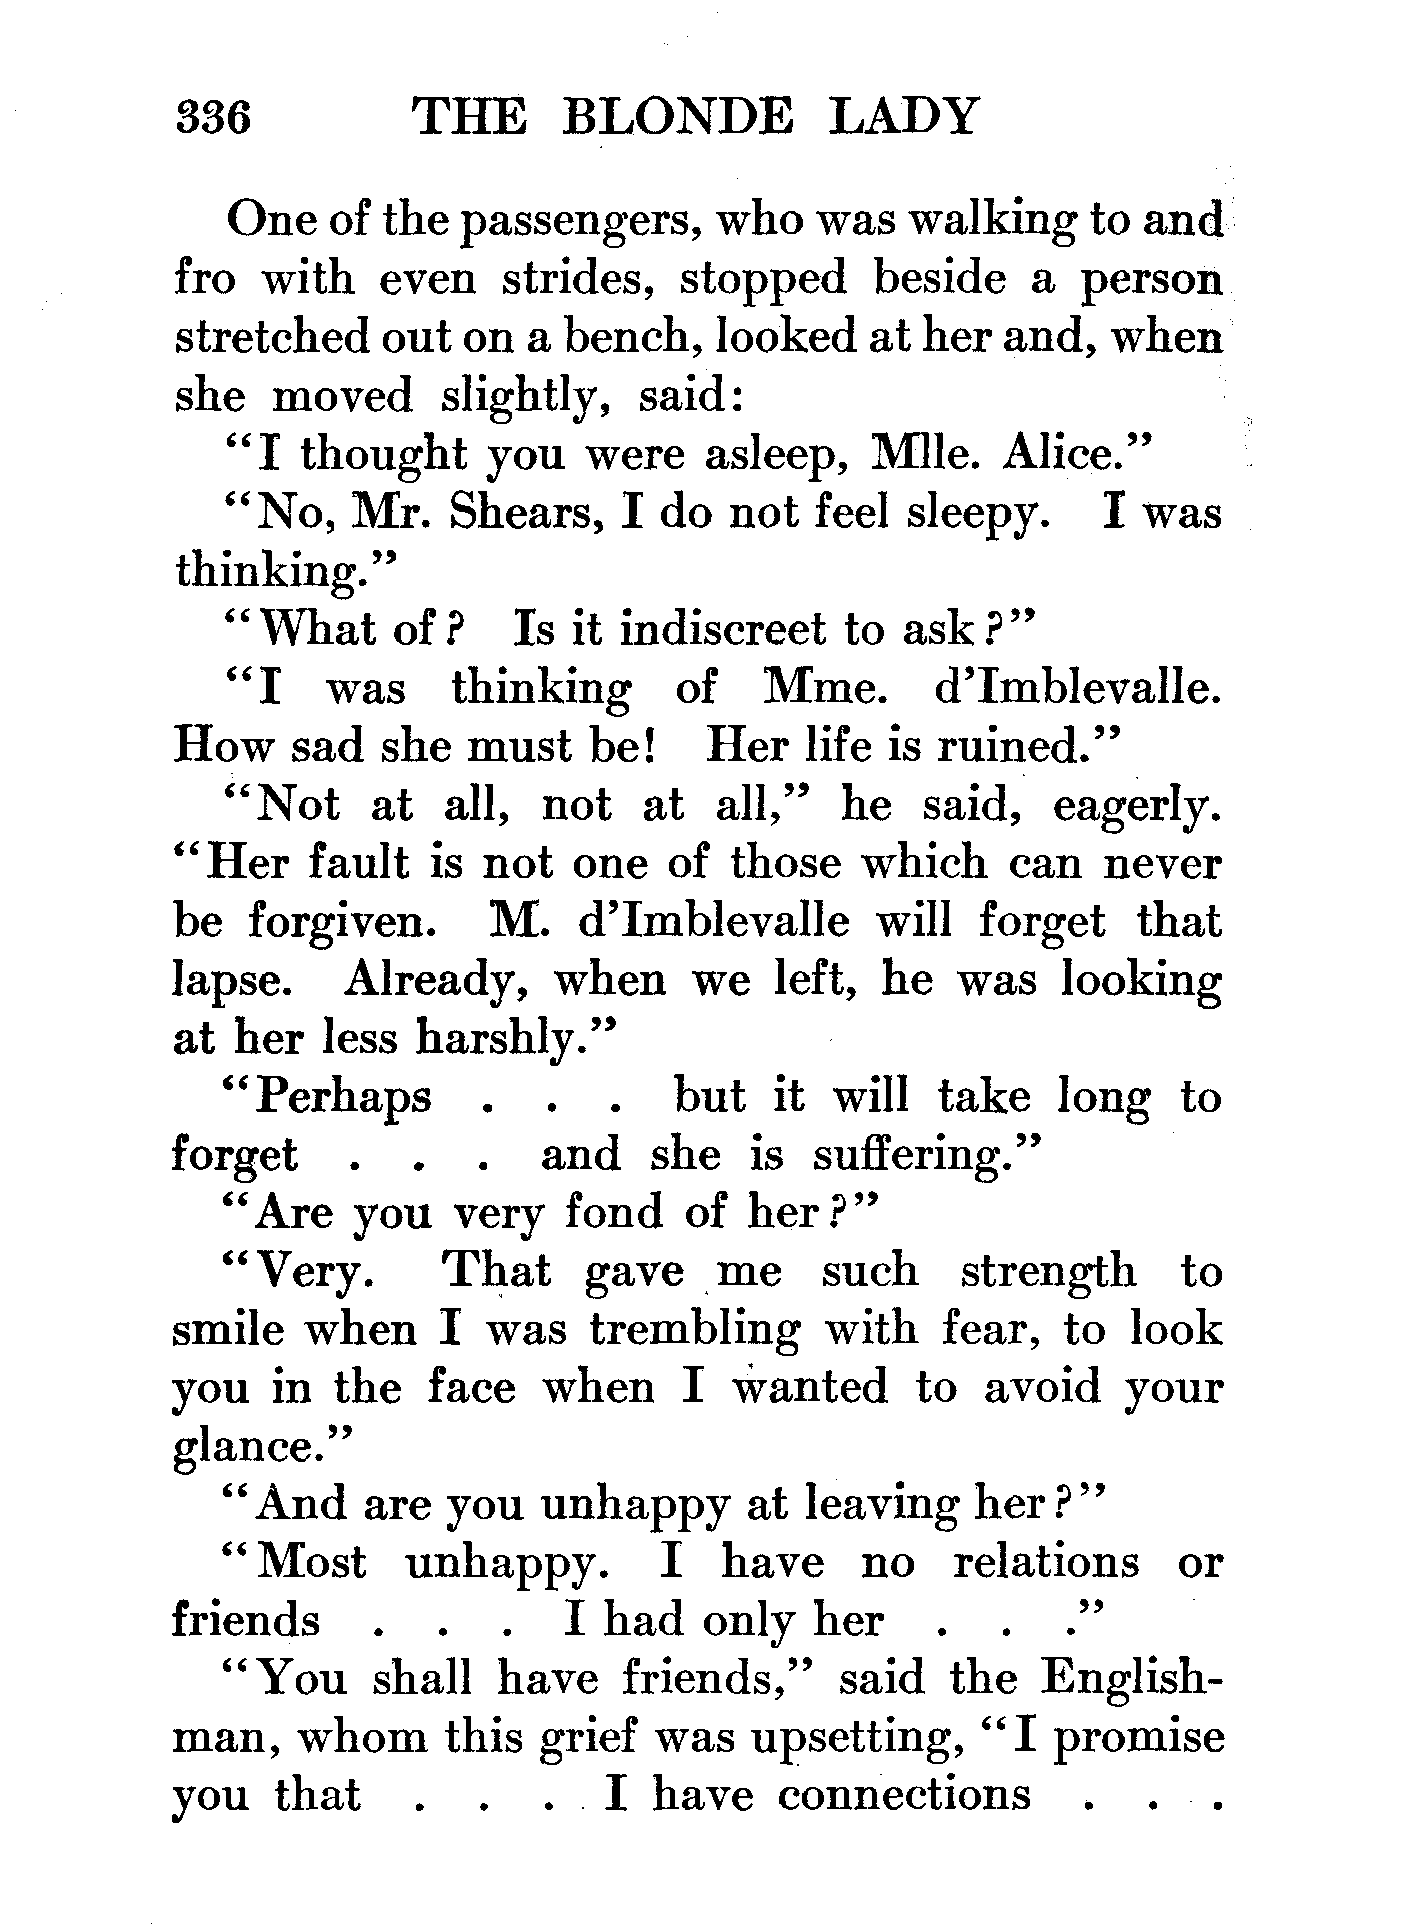 336 THE BLONDE LADY
One of the passengers, who was walking to and
fro with even strides, stopped beside a person
stretched out on a bench, looked at her and, when
she moved slightly, said:
“I thought you were asleep, Mlle. Alice.”
“No, Mr. Shears, I do not feel sleepy. I was
thinking.”
“What of? Is it indiscreet to ask?”
“I was thinking of Mme. d’Imblevalle.
How sad she must be! Her life is ruined.”
“Not at all, not at all,” he said, eagerly.
“Her fault is not one of those which can never
be forgiven. M. d’Imblevalle will forget that
lapse. Already, when we left, he was looking
at her less harshly.”
“Perhaps . . . but it will take long to
forget . . . and she is suffering.”
“Are you very fond of her?”
“Very. That gave me such strength to
smile when I was trembling with fear, to look
you in the face when I wanted to avoid your
glance.”
“And are you unhappy at leaving her?”
“Most unhappy. I have no relations or
friends . . . I had only her . . .”
“You shall have friends,” said the English-
man, whom this grief was upsetting, “I promise
you that . . . I have connections . . .